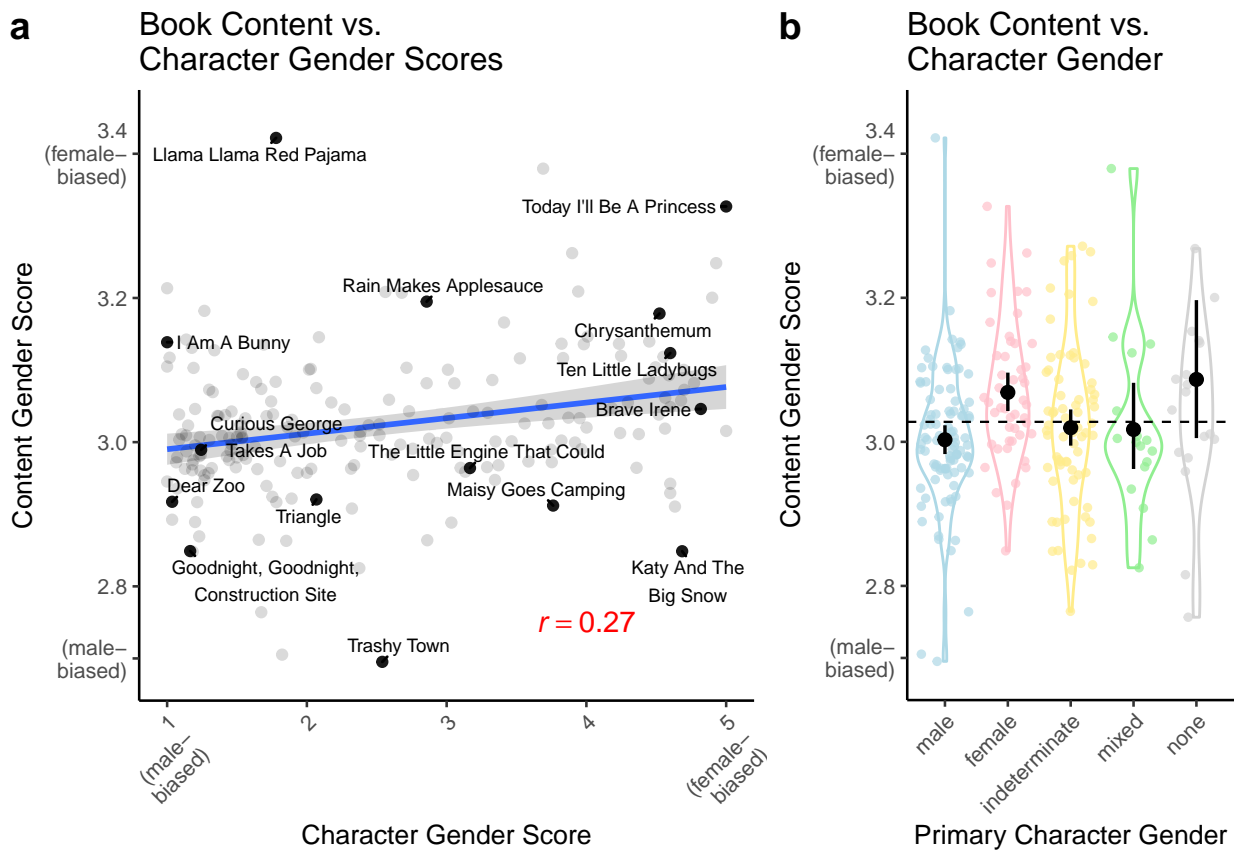 a
Book Content vs.
Character Gender Scores
Content Gender Score
3.4
(female–
biased)
3.2
3.0
2.8
(male–
biased)
Llama Llama Red Pajama
Today I'll Be A Princess
Rain Makes Applesauce
Chrysanthemum
I Am A Bunny
Ten Little Ladybugs
Brave Irene
Curious George
Takes A Job
The Little Engine That Could
Dear Zoo
Maisy Goes Camping
Triangle
Goodnight, Goodnight,
Construction Site
Katy And The
Big Snow
r = 0.27
Trashy Town
1
(male–
biased)
2
3
4
5
(female–
biased)
Character Gender Score
b
Book Content vs.
Character Gender
Content Gender Score
3.4
(female–
biased)
3.2
3.0
2.8
(male–
biased)
male
female
indeterminate
mixed
none
Primary Character Gender